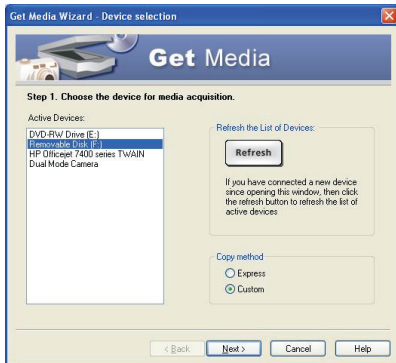 Get Media Wizard - Device selection
Get Media
Step 1. Choose the device for media acquisition.
Active Devices:
DVD-RW Drive (E:)
Removable Disk (F:)
HP Officejet 7400 series TWAIN
Dual Mode Camera
Refresh the List of Devices:
Refresh
If you have connected a new device
since opening this window, then click
the refresh button to refresh the list of
active devices
Copy method
Express
Custom
< Back
Next >
Cancel
Help